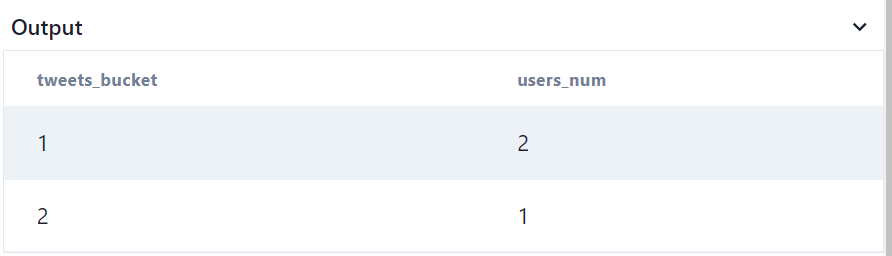 Output
tweets_bucket users_num
1 2
2 1